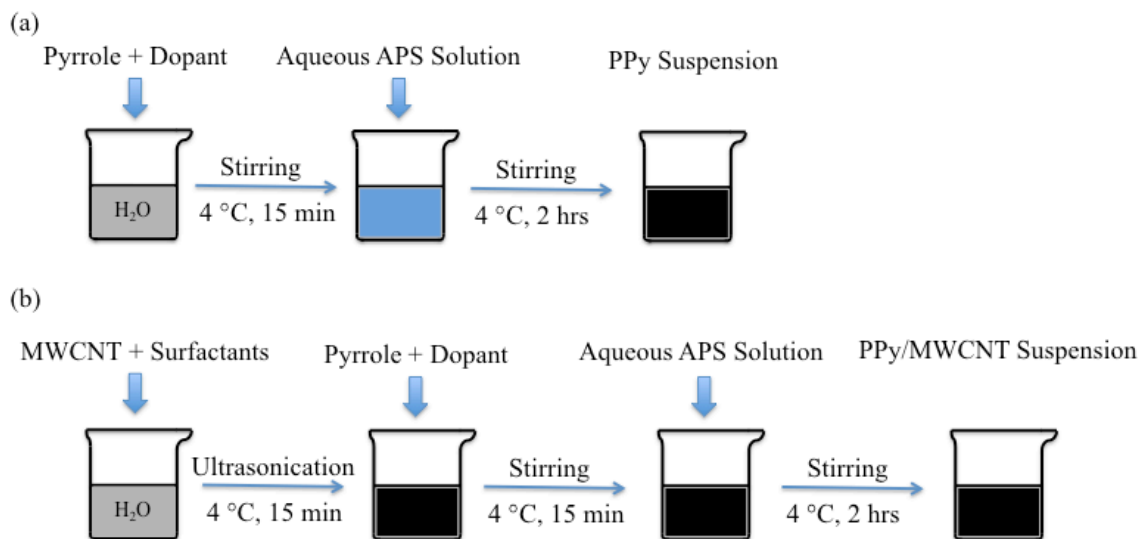 (a)
Pyrrole + Dopant
Aqueous APS Solution
PPy Suspension
Stirring
4 °C, 15 min
Stirring
4 °C, 2 hrs
H₂O
(b)
MWCNT + Surfactants
Pyrrole + Dopant
Aqueous APS Solution
PPy/MWCNT Suspension
Ultrasonication
4 °C, 15 min
Stirring
4 °C, 15 min
Stirring
4 °C, 2 hrs
H₂O